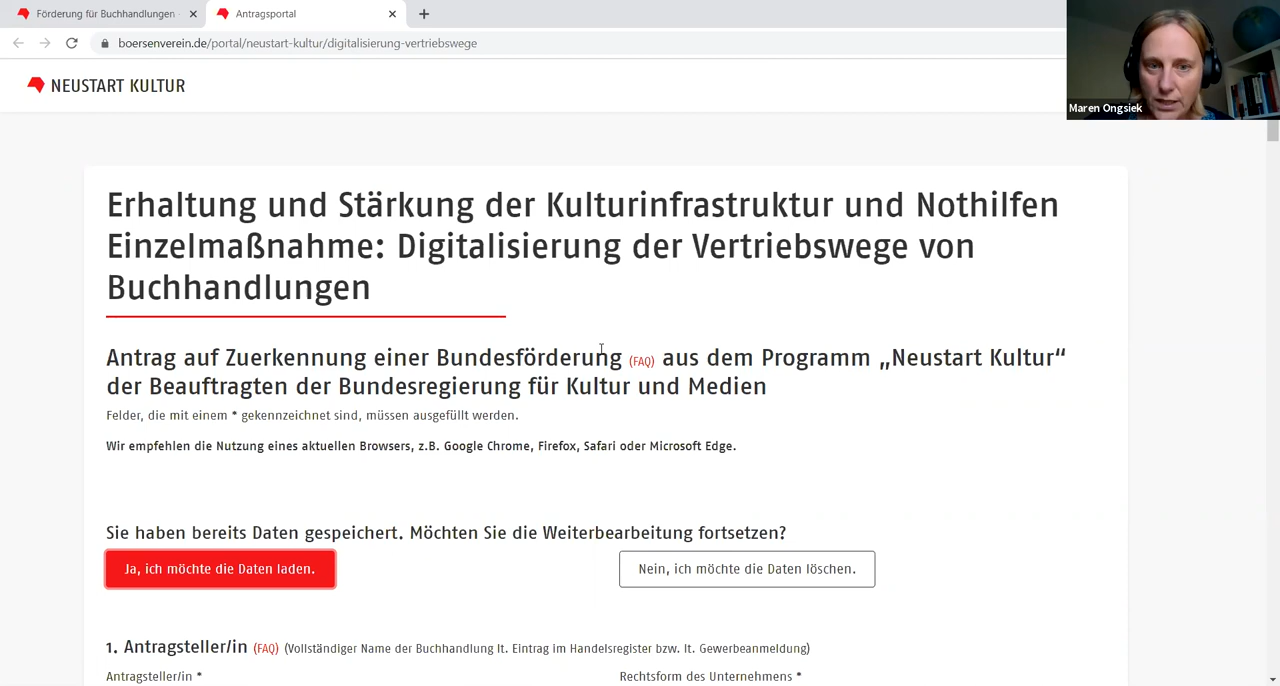 Förderung für Buchhandlungen
Antragsportal
boersenverein.de/portal/neustart-kultur/digitalisierung-vertriebswege
NEUSTART KULTUR
Maren Ongsiek
Erhaltung und Stärkung der Kulturinfrastruktur und Nothilfen
Einzelmaßnahme: Digitalisierung der Vertriebswege von
Buchhandlungen
Antrag auf Zuerkennung einer Bundesförderung (FAQ) aus dem Programm „Neustart Kultur“
der Beauftragten der Bundesregierung für Kultur und Medien
Felder, die mit einem * gekennzeichnet sind, müssen ausgefüllt werden.
Wir empfehlen die Nutzung eines aktuellen Browsers, z.B. Google Chrome, Firefox, Safari oder Microsoft Edge.
Sie haben bereits Daten gespeichert. Möchten Sie die Weiterbearbeitung fortsetzen?
Ja, ich möchte die Daten laden.
Nein, ich möchte die Daten löschen.
1. Antragsteller/in (FAQ) (Vollständiger Name der Buchhandlung lt. Eintrag im Handelsregister bzw. lt. Gewerbeanmeldung)
Antragsteller/in *
Rechtsform des Unternehmens *